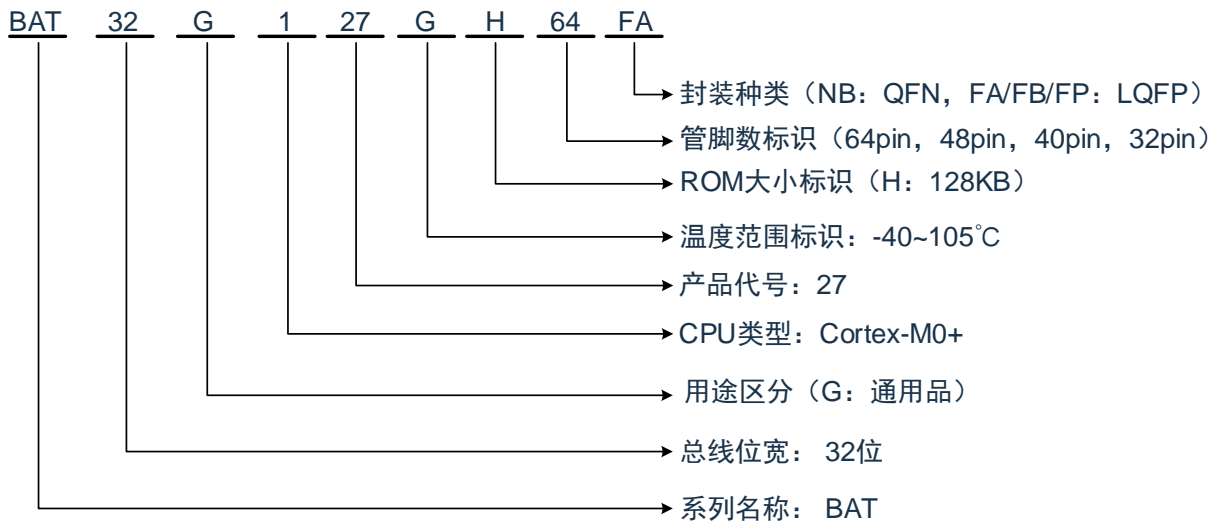 BAT 32 G 1 27 G H 64 FA
封装种类（NB：QFN，FA/FB/FP：LQFP）
管脚数标识（64pin，48pin，40pin，32pin）
ROM大小标识（H：128KB）
温度范围标识：-40~105℃
产品代号：27
CPU类型：Cortex-M0+
用途区分（G：通用品）
总线位宽： 32位
系列名称： BAT